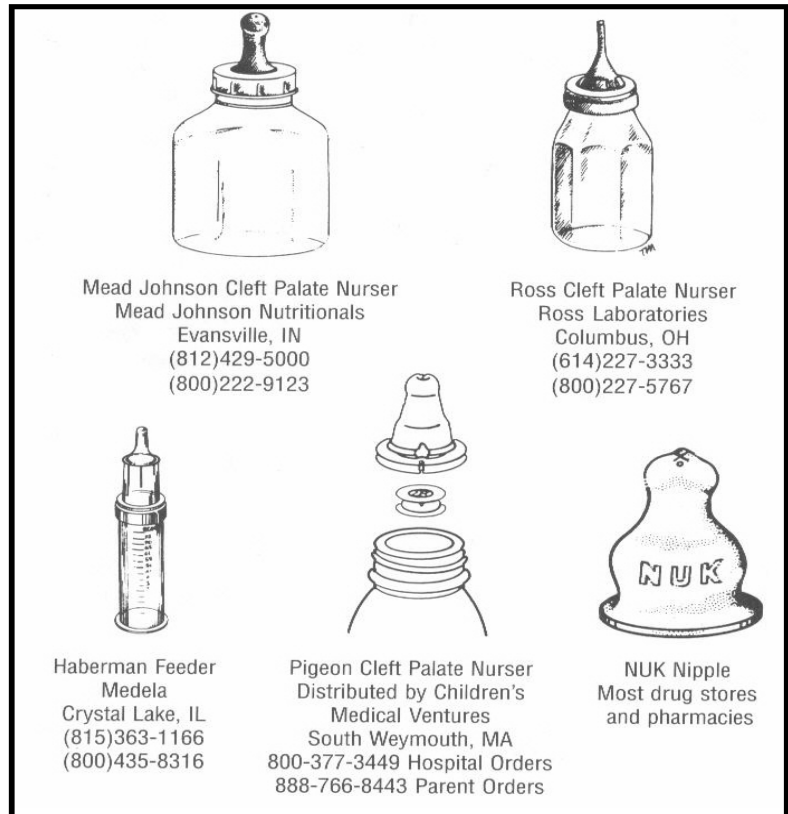 Mead Johnson Cleft Palate Nurser
Mead Johnson Nutritionals
Evansville, IN
(812)429-5000
(800)222-9123
Ross Cleft Palate Nurser
Ross Laboratories
Columbus, OH
(614)227-3333
(800)227-5767
NUK
Haberman Feeder
Medela
Crystal Lake, IL
(815)363-1166
(800)435-8316
Pigeon Cleft Palate Nurser
Distributed by Children's
Medical Ventures
South Weymouth, MA
800-377-3449 Hospital Orders
888-766-8443 Parent Orders
NUK Nipple
Most drug stores
and pharmacies